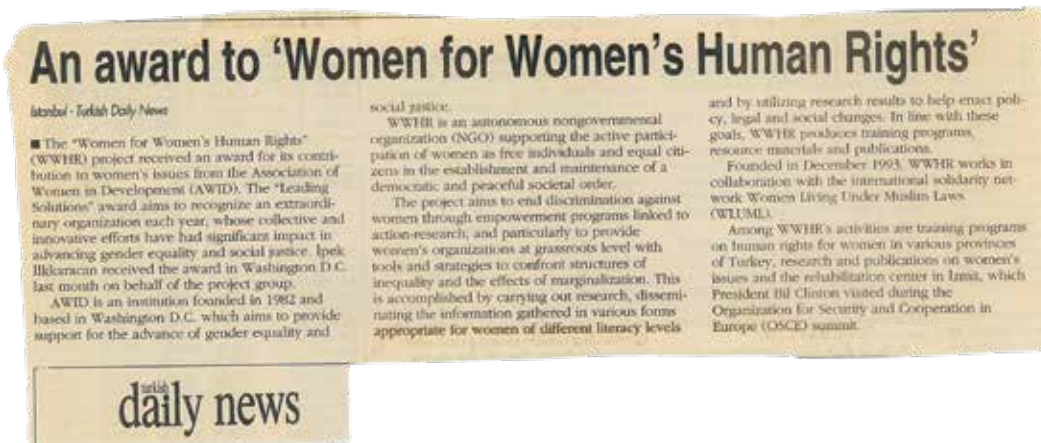 An award to ‘Women for Women’s Human Rights’
İstanbul - Turkish Daily News
■ The "Women for Women's Human Rights"
(WWHR) project received an award for its contri-
bution to women's issues from the Association of
Women in Development (AWID). The "Leading
Solutions" award aims to recognize an extraordi-
nary organization each year, whose collective and
innovative efforts have had significant impact in
advancing gender equality and social justice. İpek
İlkkaracan received the award in Washington D.C.
last month on behalf of the project group.
AWID is an institution founded in 1982 and
based in Washington D.C. which aims to provide
support for the advance of gender equality and
social justice.
WWHR is an autonomous nongovernmental
organization (NGO) supporting the active partici-
pation of women as free individuals and equal citi-
zens in the establishment and maintenance of a
democratic and peaceful societal order.
The project aims to end discrimination against
women through empowerment programs linked to
action-research, and particularly to provide
women's organizations at grassroots level with
tools and strategies to confront structures of
inequality and the effects of marginalization. This
is accomplished by carrying out research, dissemi-
nating the information gathered in various forms
appropriate for women of different literacy levels
and by utilizing research results to help enact poli-
cy, legal and social changes. In line with these
goals, WWHR produces training programs,
resource materials and publications.
Founded in December 1993, WWHR works in
collaboration with the international solidarity net-
work Women Living Under Muslim Laws
(WLUML).
Among WWHR's activities are training programs
on human rights for women in various provinces
of Turkey, research and publications on women's
issues and the rehabilitation center in Izmit, which
President Bil Clinton visited during the
Organization for Security and Cooperation in
Europe (OSCE) summit.
turkish
daily news